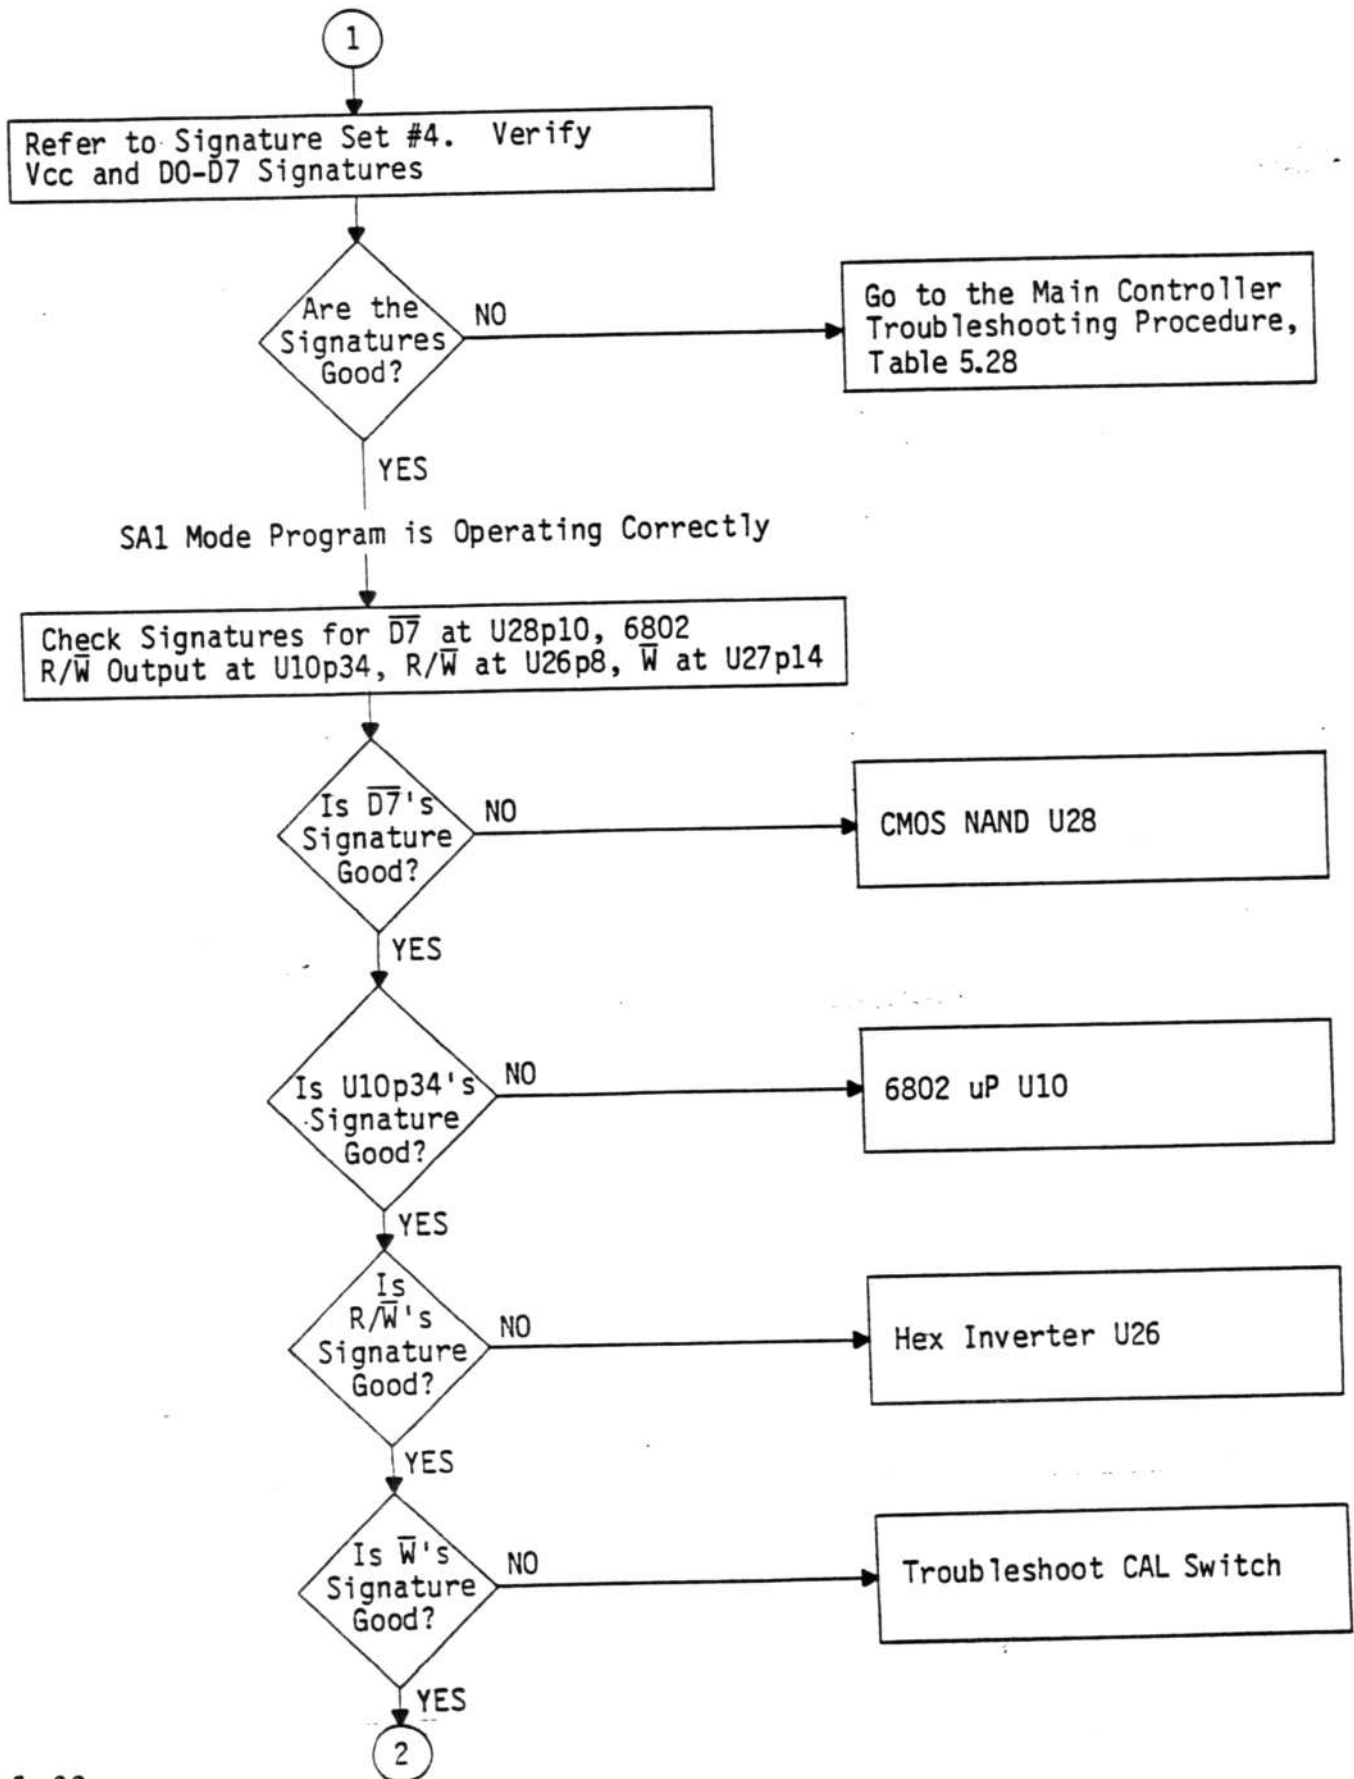 1
Refer to Signature Set #4. Verify
Vcc and D0-D7 Signatures
Are the
Signatures
Good?
NO
Go to the Main Controller
Troubleshooting Procedure,
Table 5.28
YES
SA1 Mode Program is Operating Correctly
Check Signatures for D̅7̅ at U28p10, 6802
R/W̅ Output at U10p34, R/W̅ at U26p8, W̅ at U27p14
Is D̅7̅'s
Signature
Good?
NO
CMOS NAND U28
YES
Is U10p34's
Signature
Good?
NO
6802 uP U10
YES
Is
R/W̅'s
Signature
Good?
NO
Hex Inverter U26
YES
Is W̅'s
Signature
Good?
NO
Troubleshoot CAL Switch
YES
2